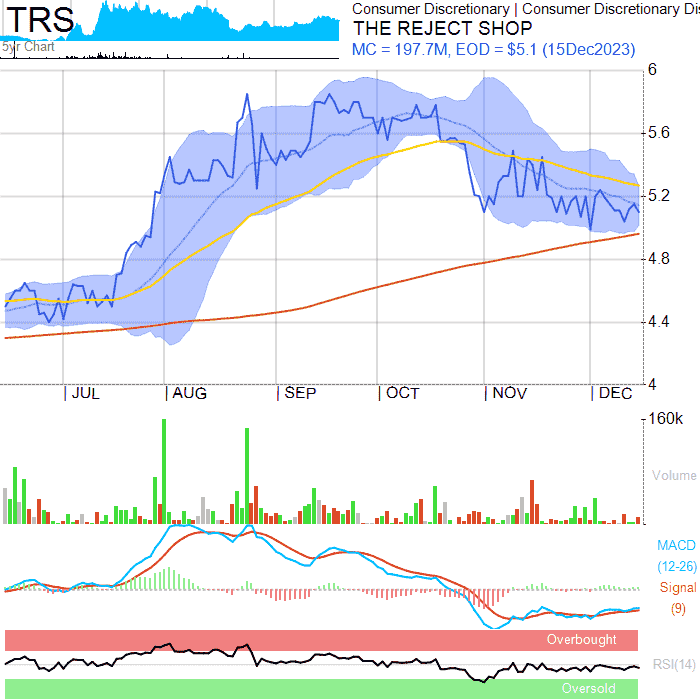 TRS
5yr Chart
Consumer Discretionary | Consumer Discretionary Dis
THE REJECT SHOP
MC = 197.7M, EOD = $5.1 (15Dec2023)
6
5.6
5.2
4.8
4.4
4
JUL
AUG
SEP
OCT
NOV
DEC
160k
Volume
MACD
(12-26)
Signal
(9)
Overbought
RSI(14)
Oversold